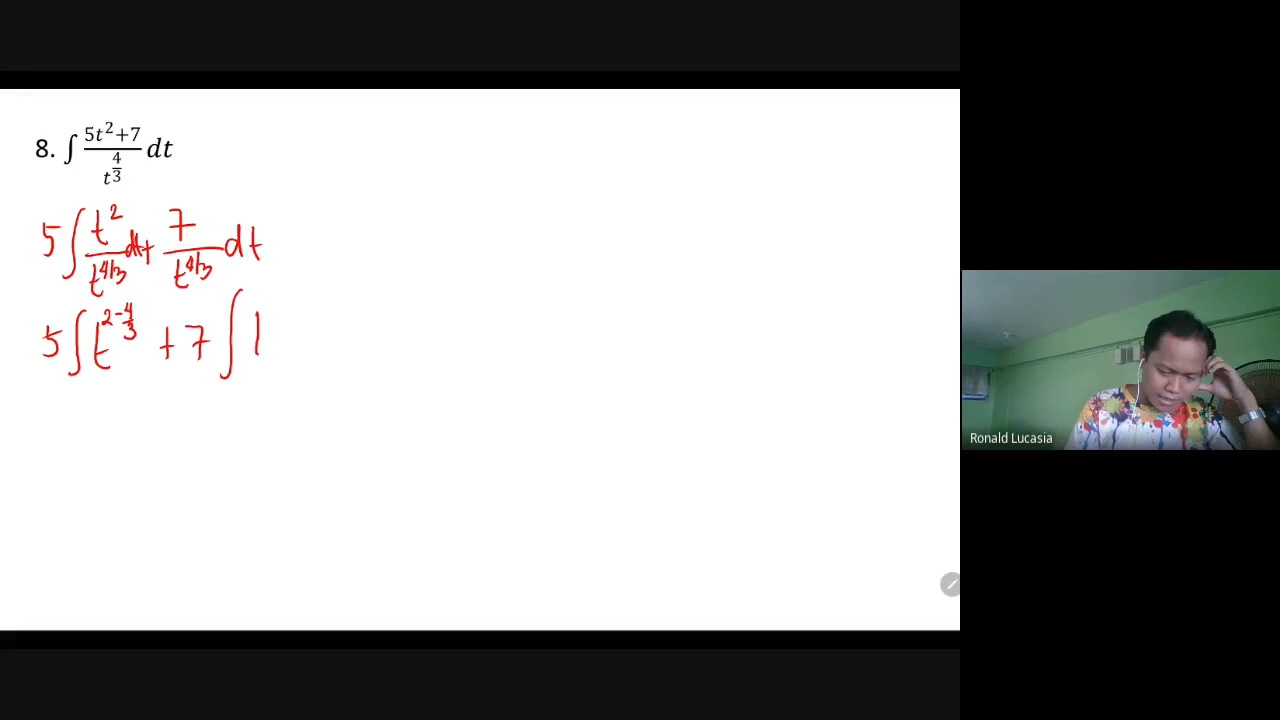 8. ∫ (5t²+7)/t^(4/3) dt
5∫ t²/t^(4/3) dt + 7/t^(4/3) dt
5∫ t^(2-4/3) + 7∫ 1
Ronald Lucasia